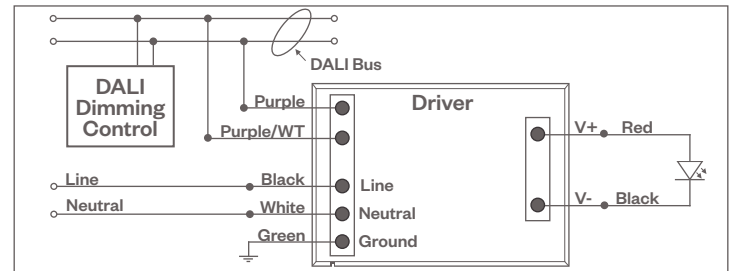 DALI Bus
DALI
Dimming
Control
Driver
Purple
Purple/WT
V+ Red
Line Black Line
Neutral White Neutral
V- Black
Green Ground